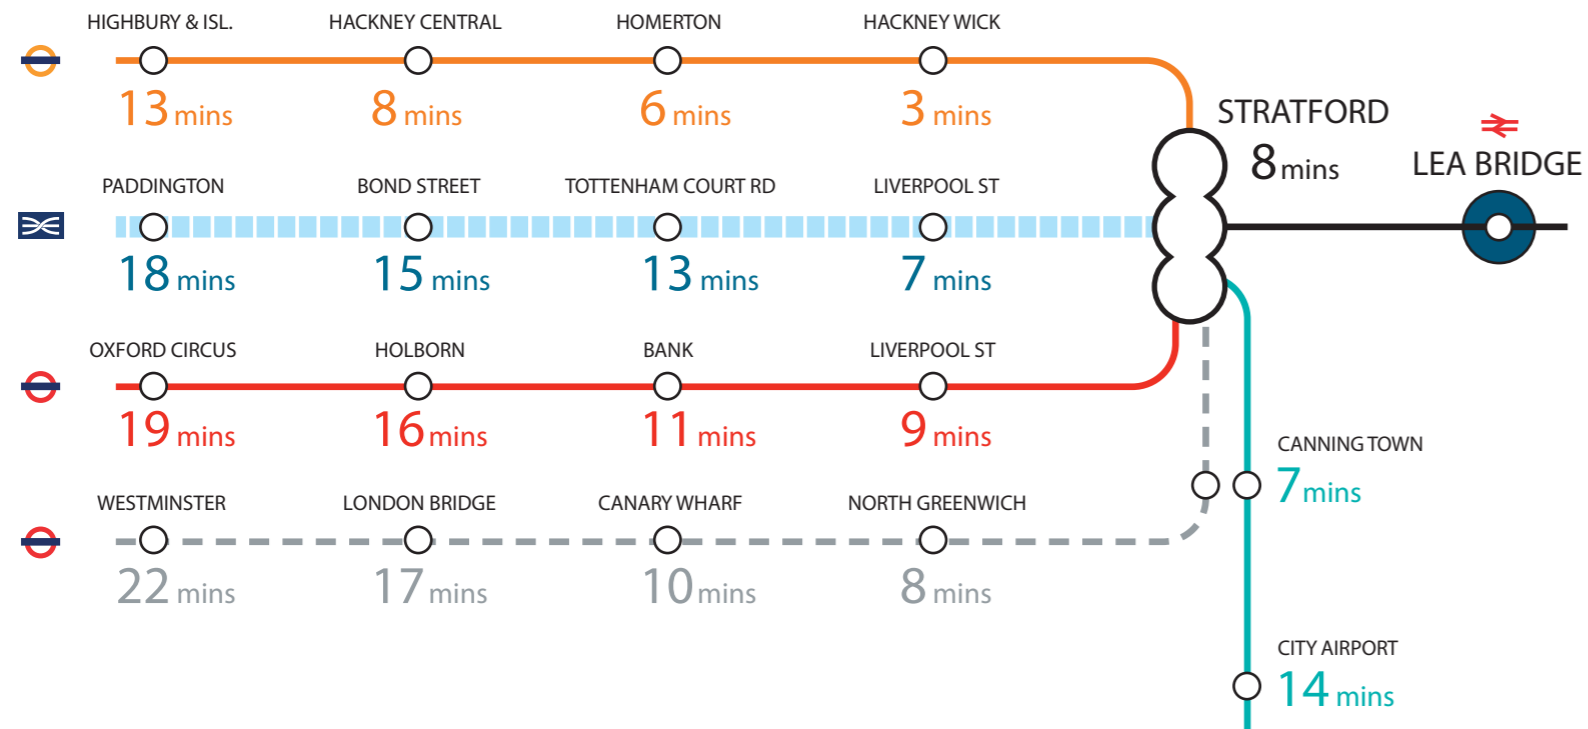 HIGHBURY & ISL.
HACKNEY CENTRAL
HOMERTON
HACKNEY WICK
13 mins
8 mins
6 mins
3 mins
STRATFORD
8 mins
LEA BRIDGE
PADDINGTON
BOND STREET
TOTTENHAM COURT RD
LIVERPOOL ST
18 mins
15 mins
13 mins
7 mins
OXFORD CIRCUS
HOLBORN
BANK
LIVERPOOL ST
19 mins
16 mins
11 mins
9 mins
WESTMINSTER
LONDON BRIDGE
CANARY WHARF
NORTH GREENWICH
22 mins
17 mins
10 mins
8 mins
CANNING TOWN
7 mins
CITY AIRPORT
14 mins